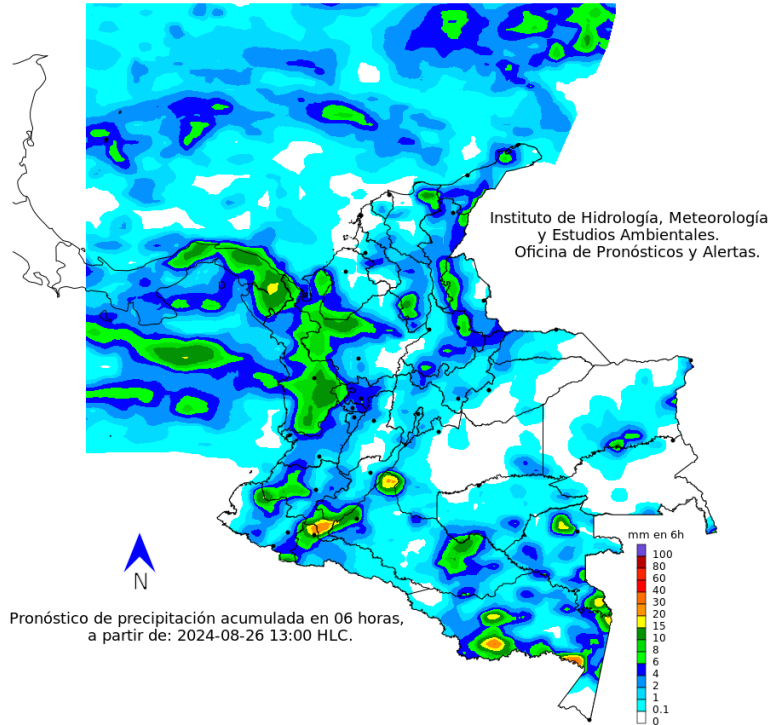 Instituto de Hidrología, Meteorología
y Estudios Ambientales.
Oficina de Pronósticos y Alertas.
mm en 6h
100
80
60
40
30
20
15
10
8
6
4
2
1
0.1
0
N
Pronóstico de precipitación acumulada en 06 horas,
a partir de: 2024-08-26 13:00 HLC.